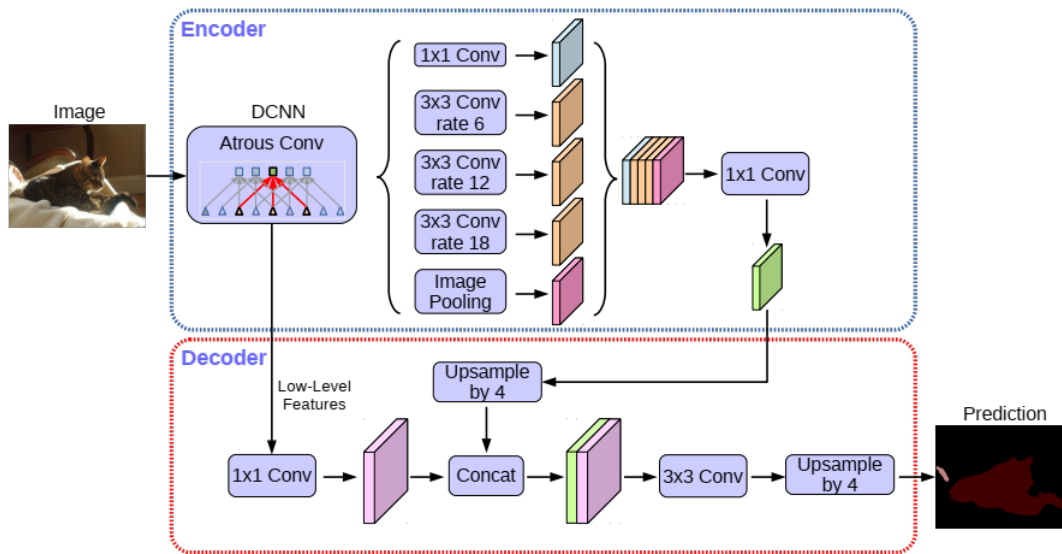 Encoder
Image
DCNN
Atrous Conv
1x1 Conv
3x3 Conv
rate 6
3x3 Conv
rate 12
3x3 Conv
rate 18
Image
Pooling
1x1 Conv
Decoder
Low-Level
Features
Upsample
by 4
1x1 Conv
Concat
3x3 Conv
Upsample
by 4
Prediction